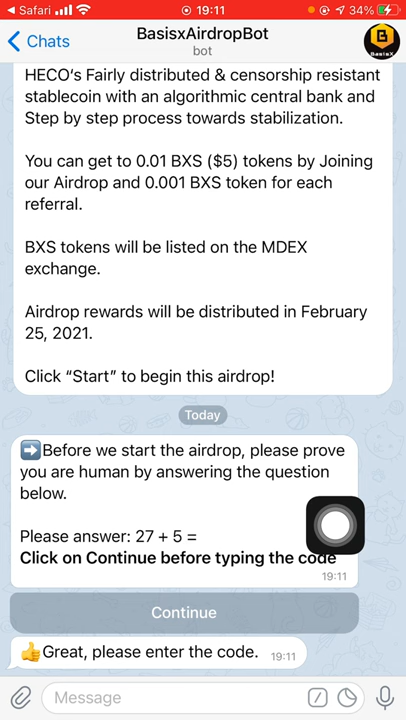 Safari 19:11 34%
Chats
BasisxAirdropBot
bot
BasisX
HECO's Fairly distributed & censorship resistant
stablecoin with an algorithmic central bank and
Step by step process towards stabilization.
You can get to 0.01 BXS ($5) tokens by Joining
our Airdrop and 0.001 BXS token for each
referral.
BXS tokens will be listed on the MDEX
exchange.
Airdrop rewards will be distributed in February
25, 2021.
Click “Start” to begin this airdrop!
Today
Before we start the airdrop, please prove
you are human by answering the question
below.
Please answer: 27 + 5 =
Click on Continue before typing the code
19:11
Continue
Great, please enter the code. 19:11
Message